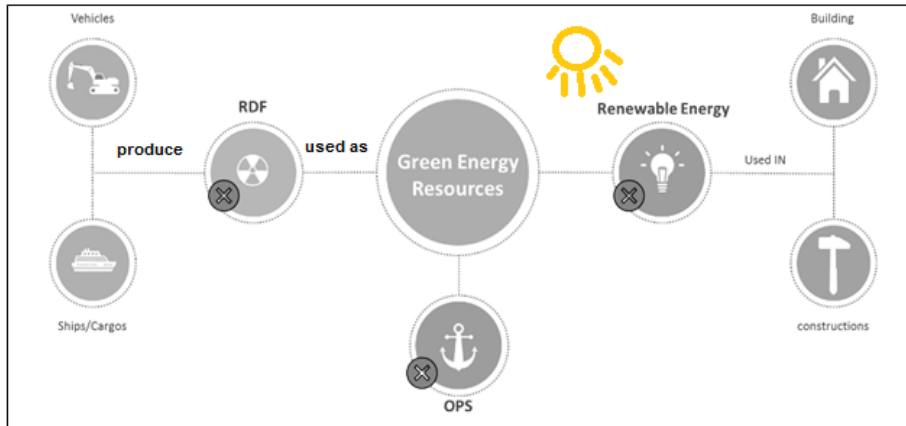 Vehicles
Building
RDF
Renewable Energy
produce
used as
Green Energy
Resources
Used IN
Ships/Cargos
constructions
OPS